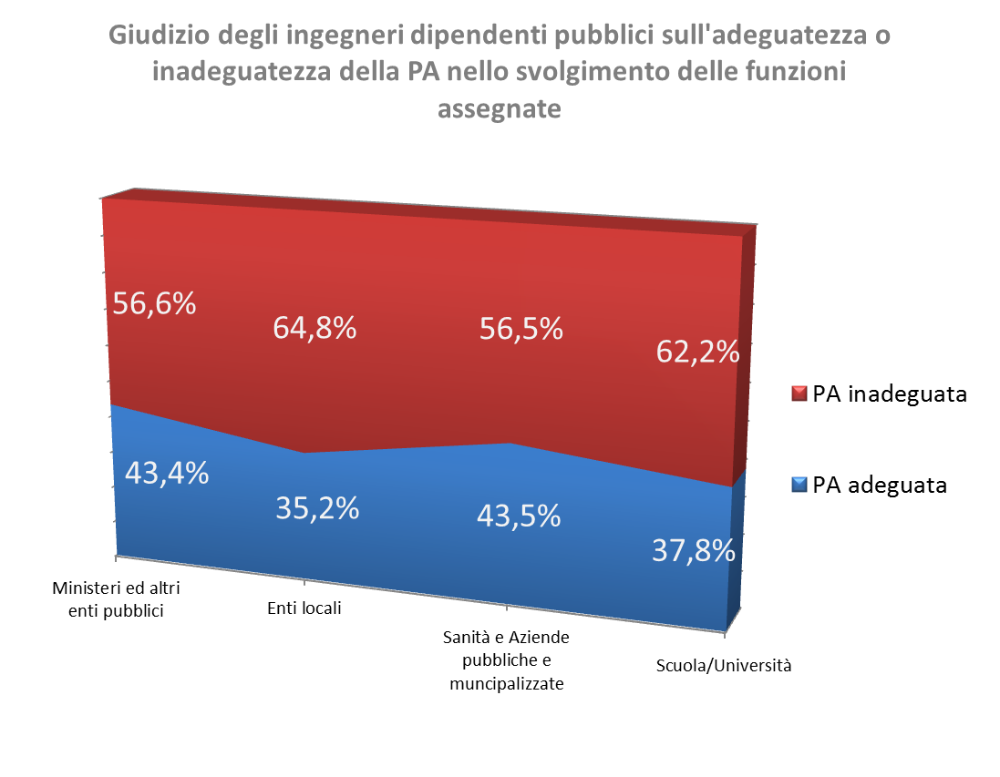 Giudizio degli ingegneri dipendenti pubblici sull'adeguatezza o
inadeguatezza della PA nello svolgimento delle funzioni
assegnate
56,6%
64,8%
56,5%
62,2%
PA inadeguata
43,4%
35,2%
43,5%
37,8%
PA adeguata
Ministeri ed altri
enti pubblici
Enti locali
Sanità e Aziende
pubbliche e
muncipalizzate
Scuola/Università